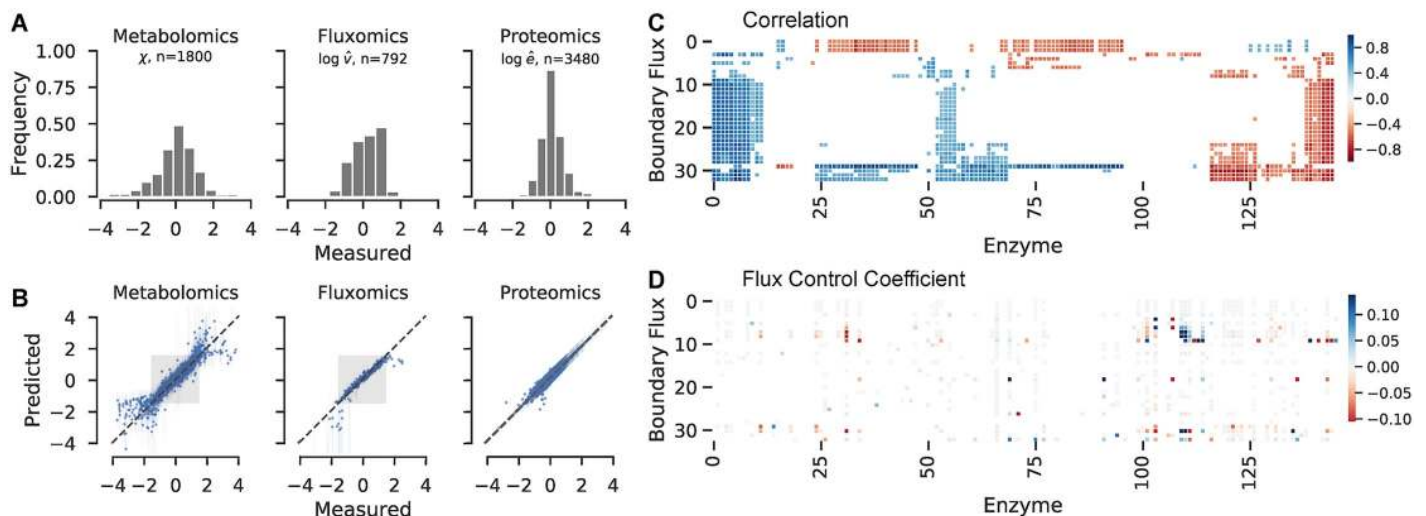 A
Metabolomics
χ, n=1800
Fluxomics
log v̂, n=792
Proteomics
log ê, n=3480
Frequency
1.00
0.75
0.50
0.25
0.00
−4 −2 0 2 4
−4 −2 0 2 4
−4 −2 0 2 4
Measured
B
Metabolomics
Fluxomics
Proteomics
Predicted
4
2
0
−2
−4
−4 −2 0 2 4
−4 −2 0 2 4
−4 −2 0 2 4
Measured
C
Correlation
Boundary Flux
0
10
20
30
0 25 50 75 100 125
Enzyme
0.8
0.4
0.0
−0.4
−0.8
D
Flux Control Coefficient
Boundary Flux
0
10
20
30
0 25 50 75 100 125
Enzyme
0.10
0.05
0.00
−0.05
−0.10